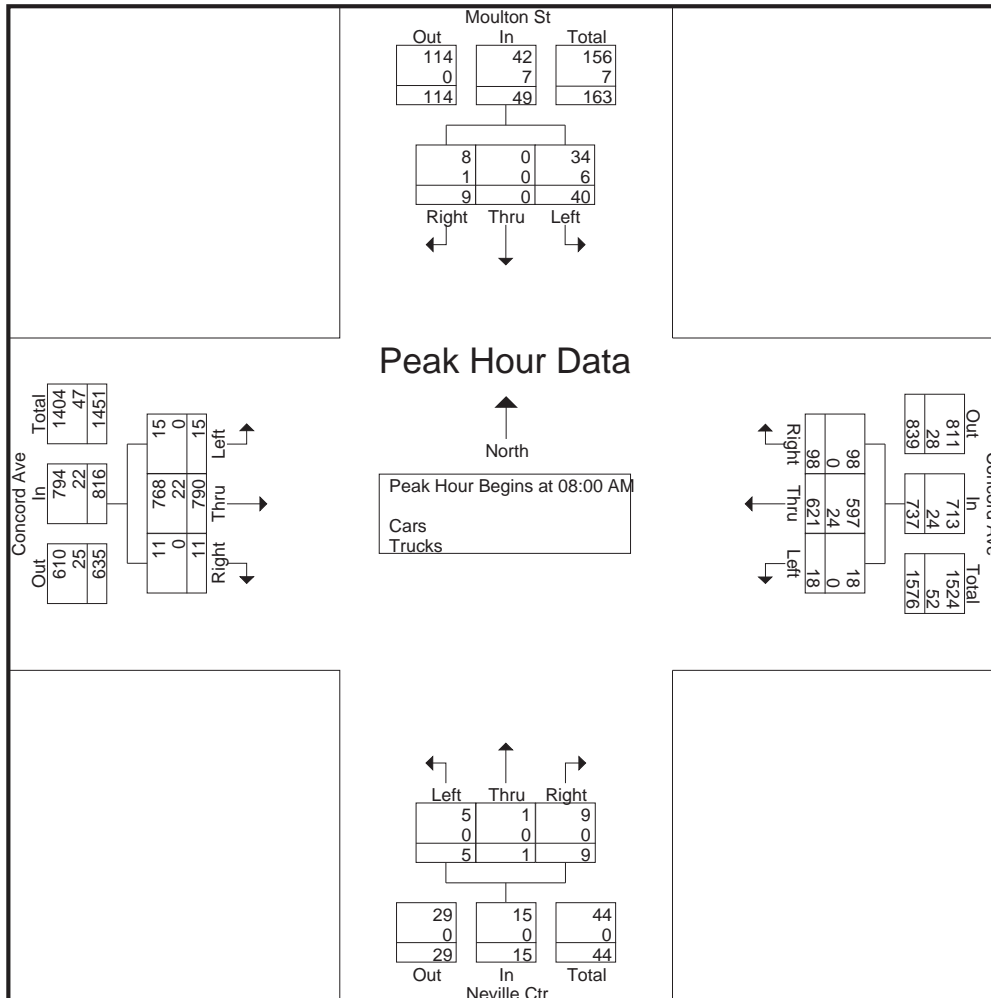 Moulton St
Out In Total
114 42 156
0 7 7
114 49 163
8 0 34
1 0 6
9 0 40
Right Thru Left
Peak Hour Data
North
Peak Hour Begins at 08:00 AM
Cars
Trucks
Concord Ave
Out In Total
610 794 1404
25 22 47
635 816 1451
Right Thru Left
11 768 15
0 22 0
11 790 15
Concord Ave
Out In Total
811 713 1524
28 24 52
839 737 1576
98 597 18
0 24 0
98 621 18
Right Thru Left
Left Thru Right
5 1 9
0 0 0
5 1 9
29 15 44
0 0 0
29 15 44
Out In Total
Neville Ctr